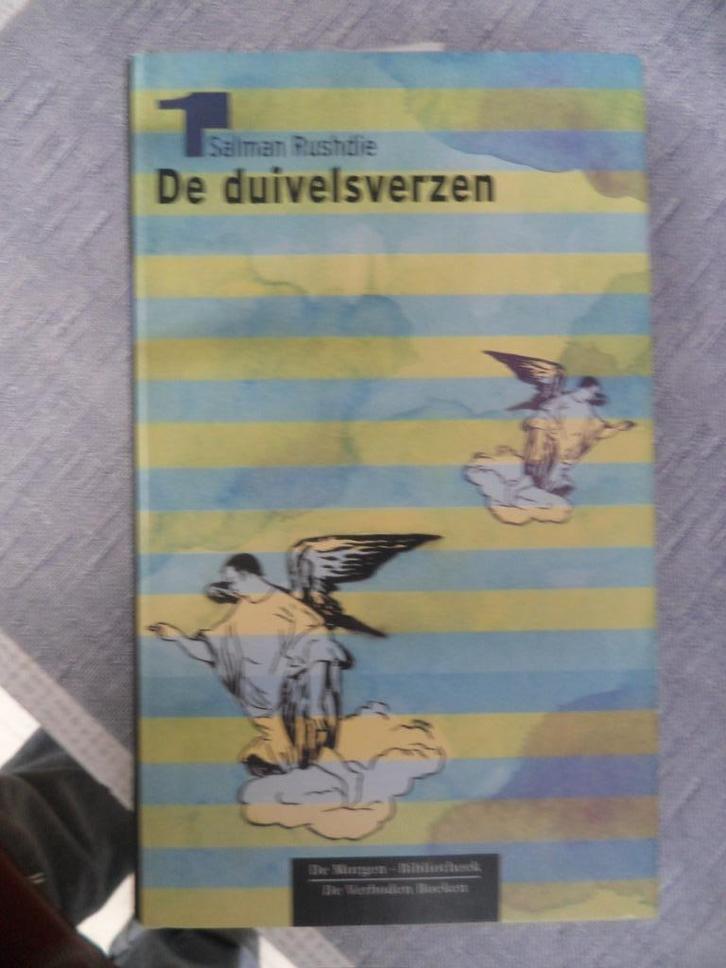 1
Salman Rushdie
De duivelsverzen
De Morgen - Bibliotheek
De Verboden Boeken